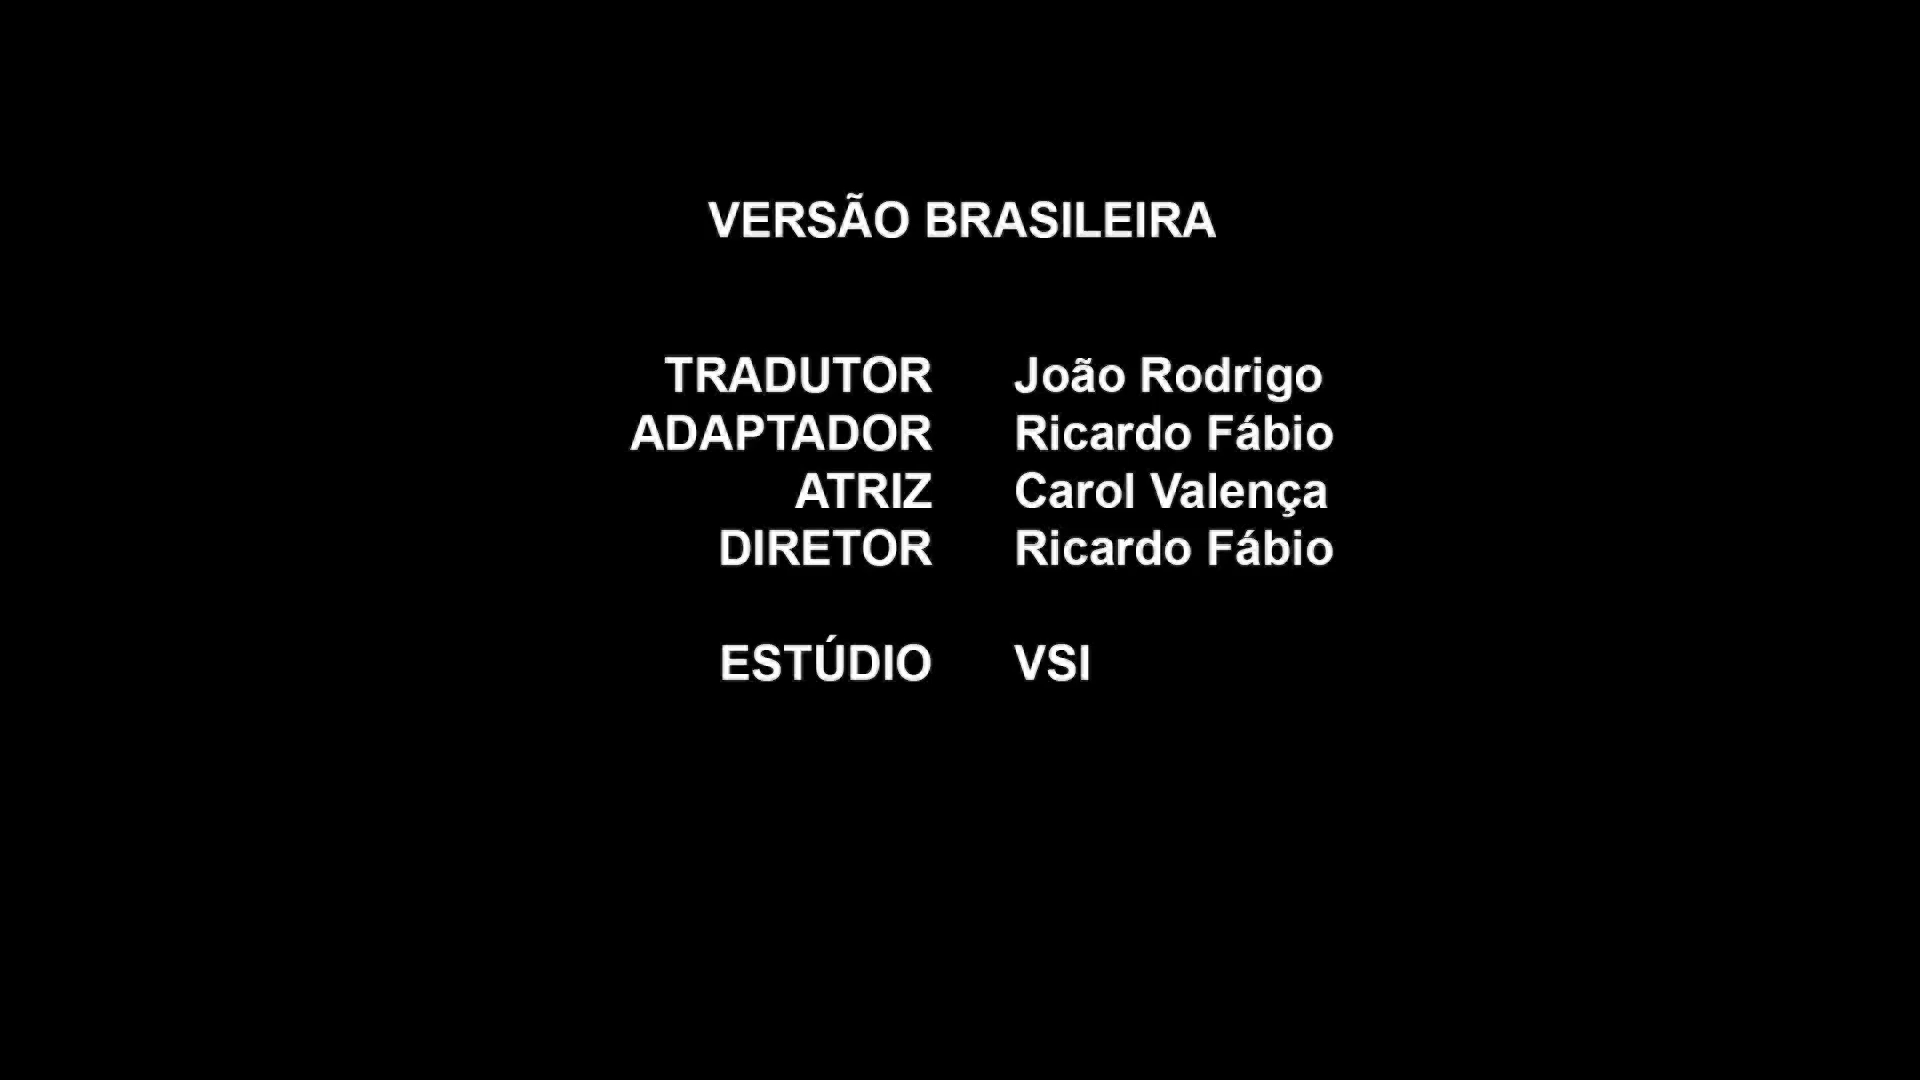 VERSÃO BRASILEIRA
TRADUTOR João Rodrigo
ADAPTADOR Ricardo Fábio
ATRIZ Carol Valença
DIRETOR Ricardo Fábio
ESTÚDIO VSI